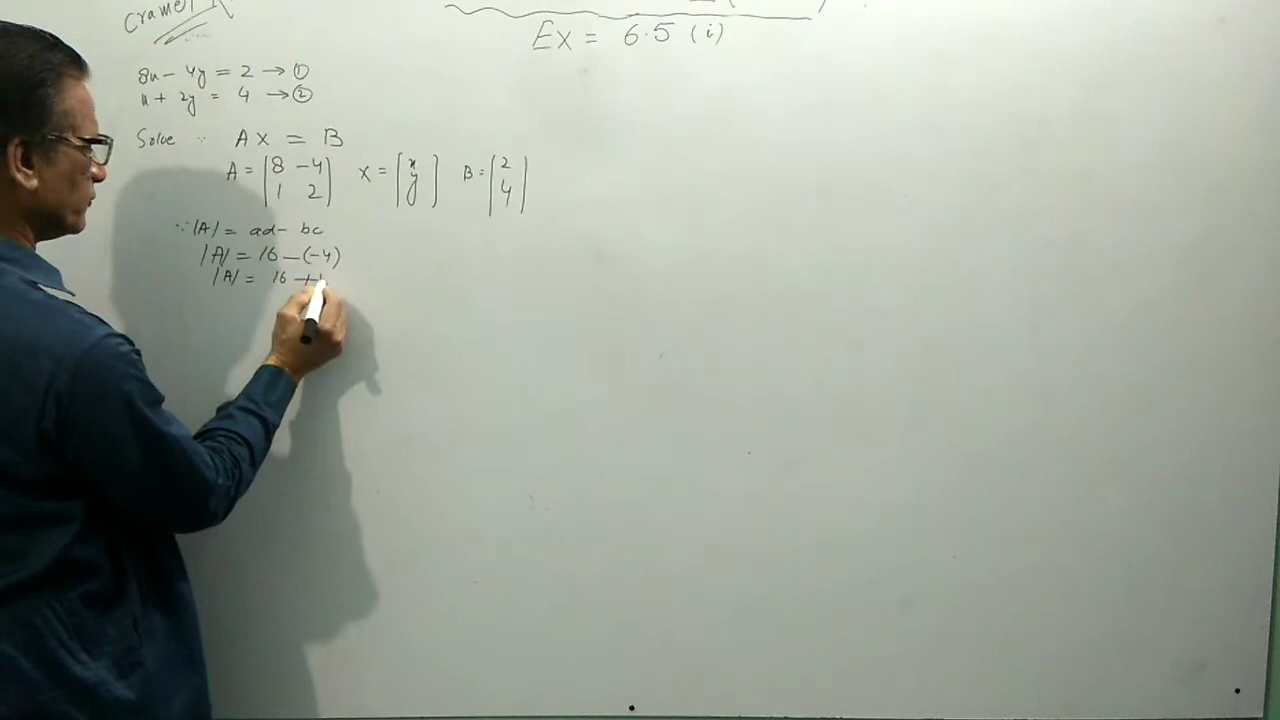 Cramer
Ex = 6.5 (i)
8x - 4y = 2 → ①
x + 2y = 4 → ②
Solve ∵ AX = B
A = [8 -4; 1 2] X = [x; y] B = [2; 4]
∵ |A| = ad - bc
|A| = 16 - (-4)
|A| = 16 +